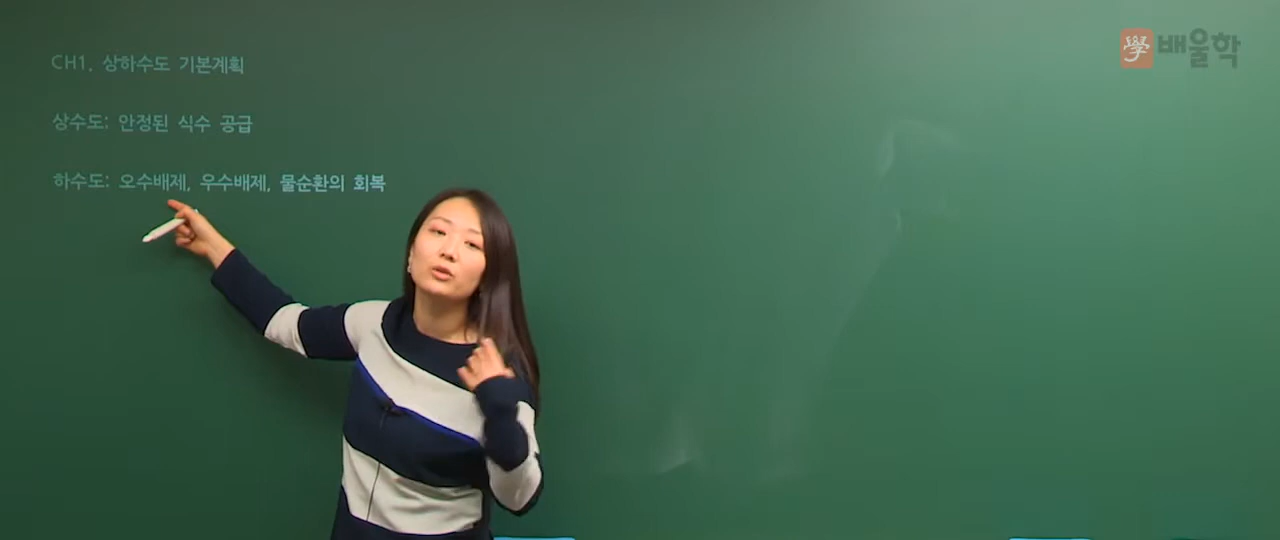 CH1. 상하수도 기본계획
學 배울학
상수도: 안정된 식수 공급
하수도: 오수배제, 우수배제, 물순환의 회복